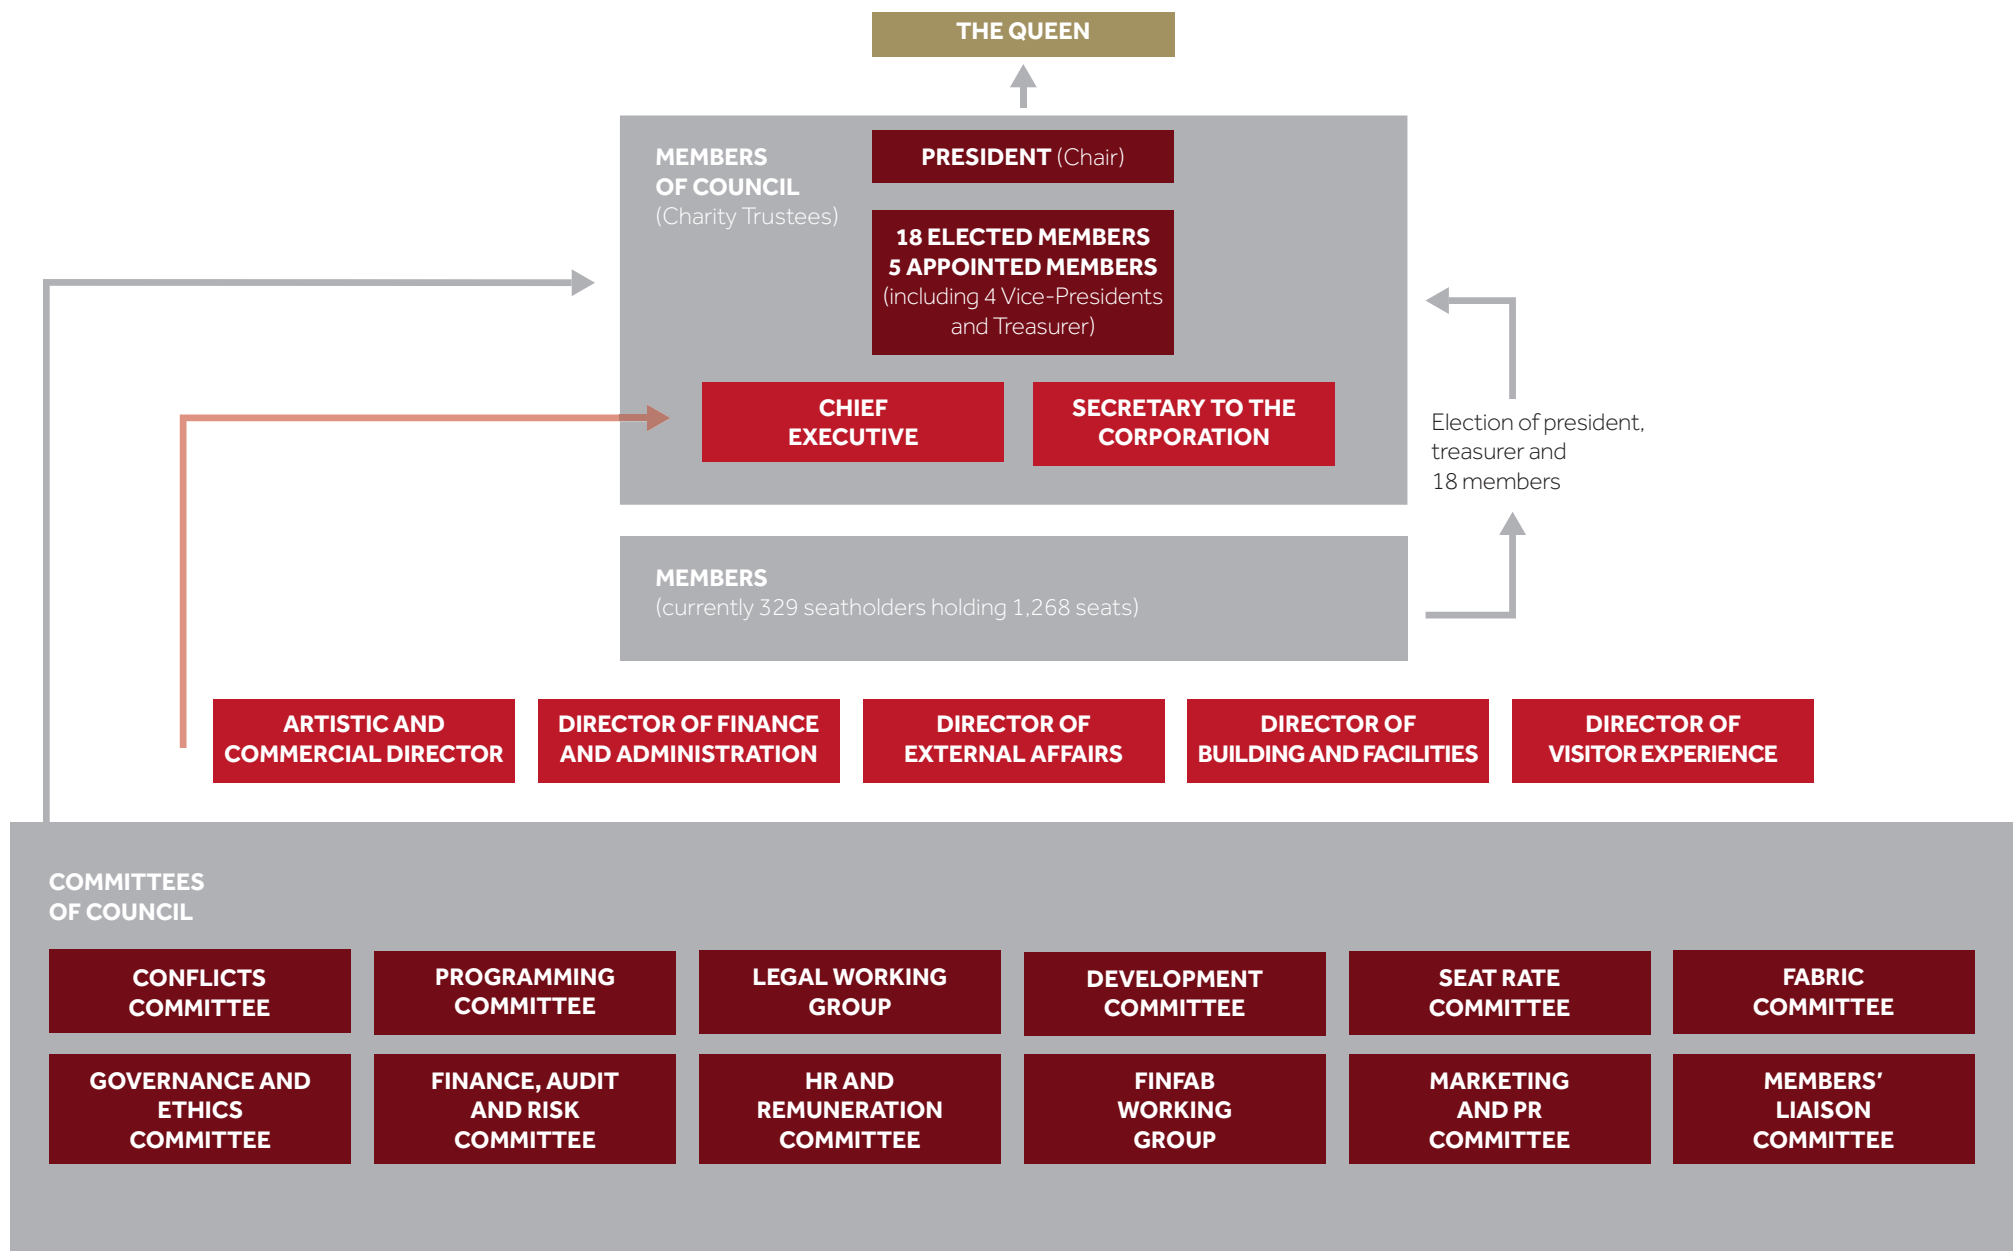 THE QUEEN
MEMBERS
OF COUNCIL
(Charity Trustees)
PRESIDENT (Chair)
18 ELECTED MEMBERS
5 APPOINTED MEMBERS
(including 4 Vice-Presidents
and Treasurer)
CHIEF
EXECUTIVE
SECRETARY TO THE
CORPORATION
Election of president,
treasurer and
18 members
MEMBERS
(currently 329 seatholders holding 1,268 seats)
ARTISTIC AND
COMMERCIAL DIRECTOR
DIRECTOR OF FINANCE
AND ADMINISTRATION
DIRECTOR OF
EXTERNAL AFFAIRS
DIRECTOR OF
BUILDING AND FACILITIES
DIRECTOR OF
VISITOR EXPERIENCE
COMMITTEES
OF COUNCIL
CONFLICTS
COMMITTEE
PROGRAMMING
COMMITTEE
LEGAL WORKING
GROUP
DEVELOPMENT
COMMITTEE
SEAT RATE
COMMITTEE
FABRIC
COMMITTEE
GOVERNANCE AND
ETHICS
COMMITTEE
FINANCE, AUDIT
AND RISK
COMMITTEE
HR AND
REMUNERATION
COMMITTEE
FINFAB
WORKING
GROUP
MARKETING
AND PR
COMMITTEE
MEMBERS’
LIAISON
COMMITTEE